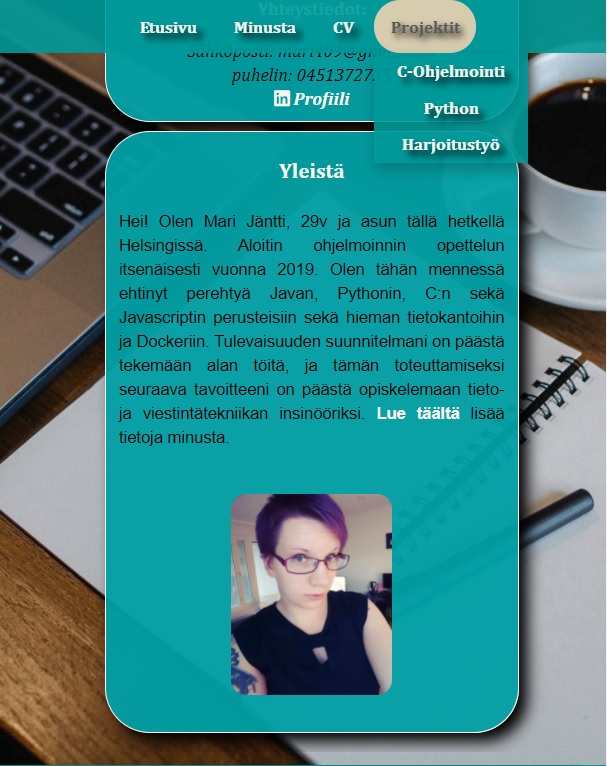 Yhteystiedot:
Etusivu Minusta CV Projektit
puhelin:
Profiili
C-Ohjelmointi
Python
Harjoitustyö
Yleistä
Hei! Olen Mari Jäntti, 29v ja asun tällä hetkellä
Helsingissä. Aloitin ohjelmoinnin opettelun
itsenäisesti vuonna 2019. Olen tähän mennessä
ehtinyt perehtyä Javan, Pythonin, C:n sekä
Javascriptin perusteisiin sekä hieman tietokantoihin
ja Dockeriin. Tulevaisuuden suunnitelmani on päästä
tekemään alan töitä, ja tämän toteuttamiseksi
seuraava tavoitteeni on päästä opiskelemaan tieto-
ja viestintätekniikan insinööriksi. Lue täältä lisää
tietoja minusta.